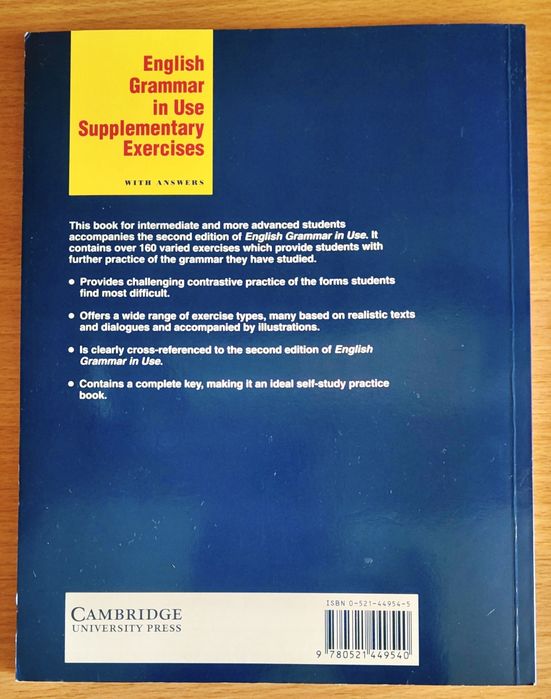 English
Grammar
in Use
Supplementary
Exercises
WITH ANSWERS
This book for intermediate and more advanced students
accompanies the second edition of English Grammar in Use. It
contains over 160 varied exercises which provide students with
further practice of the grammar they have studied.
• Provides challenging contrastive practice of the forms students
find most difficult.
• Offers a wide range of exercise types, many based on realistic texts
and dialogues and accompanied by illustrations.
• Is clearly cross-referenced to the second edition of English
Grammar in Use.
• Contains a complete key, making it an ideal self-study practice
book.
CAMBRIDGE
UNIVERSITY PRESS
ISBN 0-521-44954-5
9 780521 449540